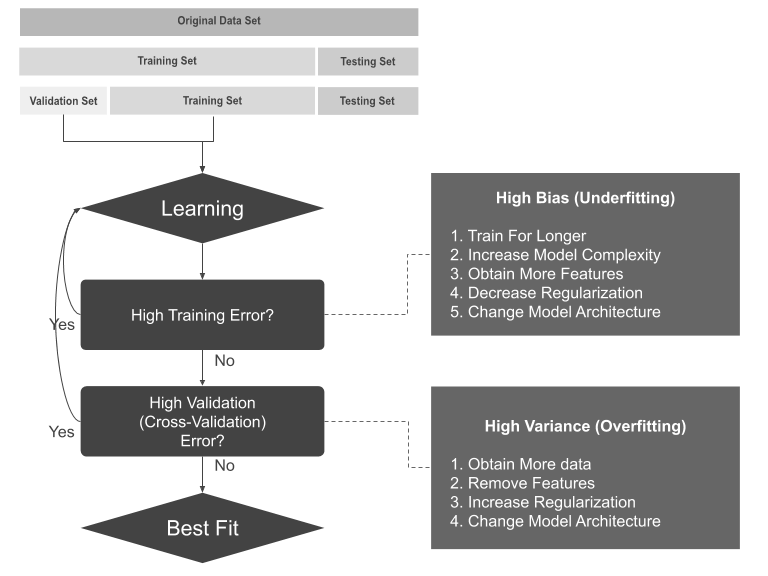 Original Data Set
Training Set
Testing Set
Validation Set
Training Set
Testing Set
Learning
High Bias (Underfitting)
1. Train For Longer
2. Increase Model Complexity
3. Obtain More Features
4. Decrease Regularization
5. Change Model Architecture
High Training Error?
Yes
No
High Validation
(Cross-Validation)
Error?
Yes
No
High Variance (Overfitting)
1. Obtain More data
2. Remove Features
3. Increase Regularization
4. Change Model Architecture
Best Fit